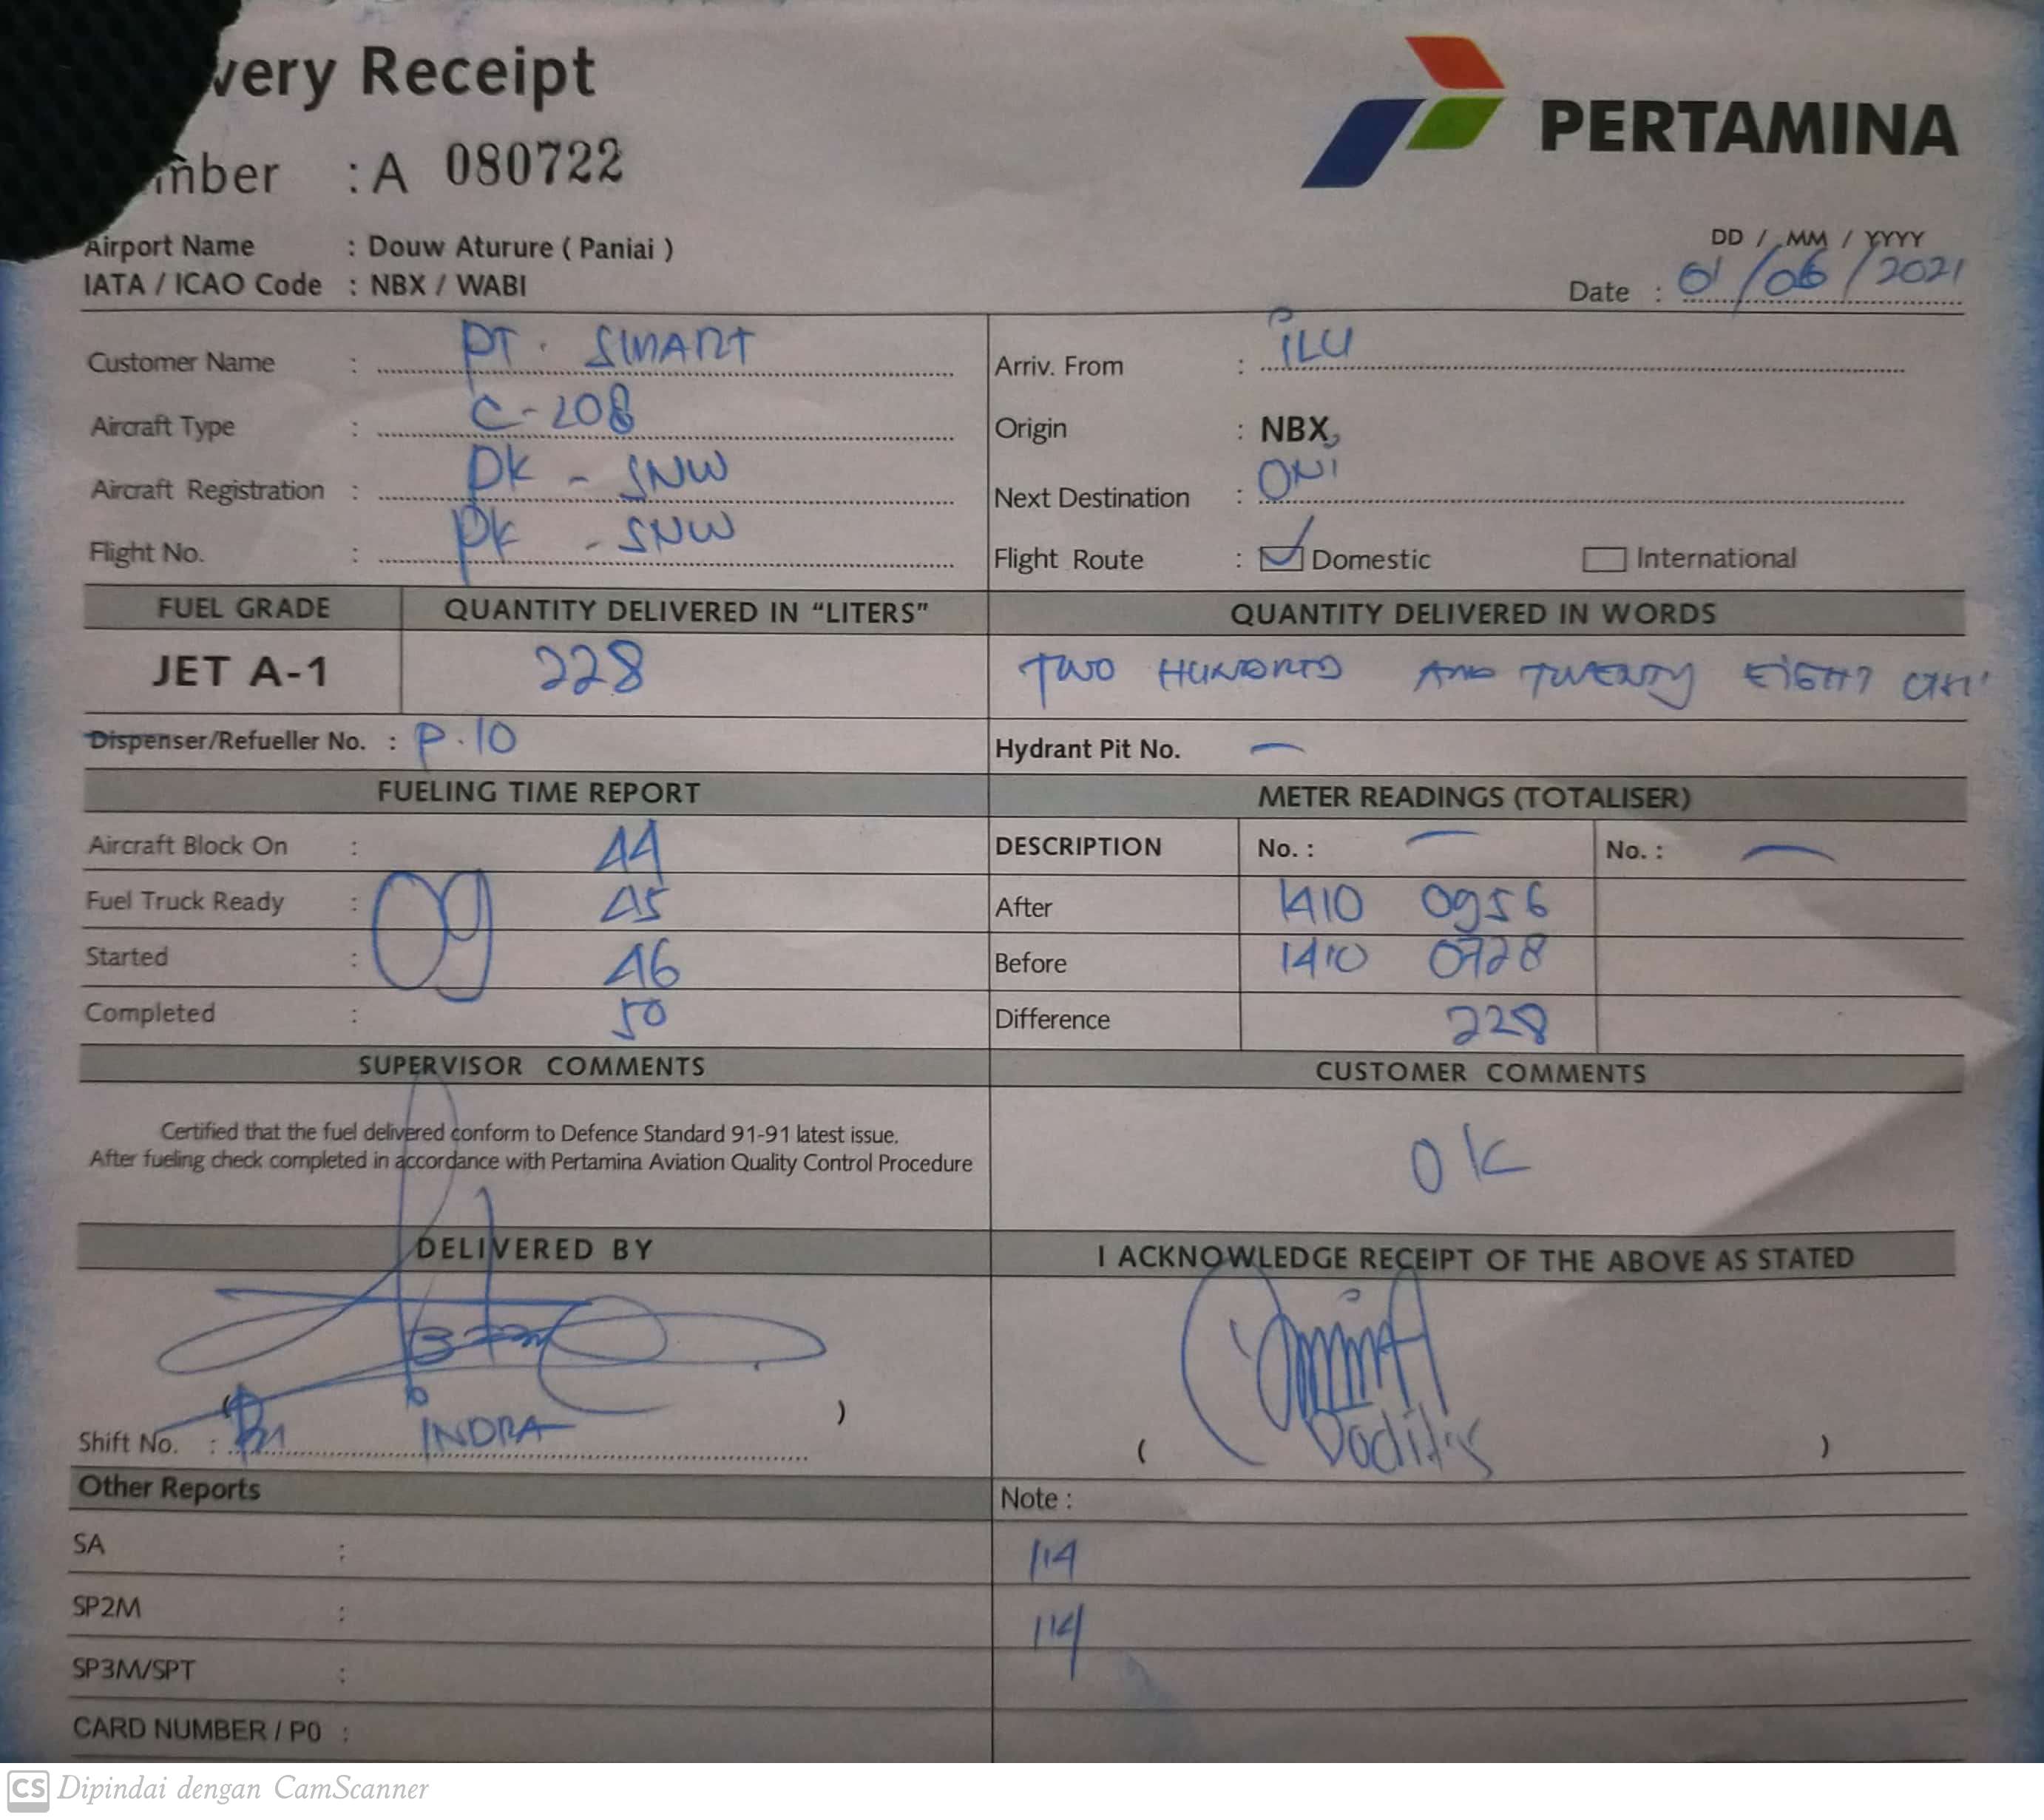 very Receipt
PERTAMINA
mber : A 080722
Airport Name : Douw Aturure ( Paniai )
DD / MM / YYYY
IATA / ICAO Code : NBX / WABI
Date : 01/06/2021
Customer Name : PT. SMART
Arriv. From : iLU
Aircraft Type : C-208
Origin : NBX
Aircraft Registration : PK - SNW
Next Destination : ONI
Flight No. : PK - SNW
Flight Route : Domestic International
FUEL GRADE QUANTITY DELIVERED IN “LITERS” QUANTITY DELIVERED IN WORDS
JET A-1 228 TWO HUNDRED AND TWENTY EIGHT
Dispenser/Refueller No. : P.10 Hydrant Pit No. —
FUELING TIME REPORT METER READINGS (TOTALISER)
Aircraft Block On : 44 DESCRIPTION No. : — No. : —
Fuel Truck Ready : 45 After 1410 0956
09
Started : 46 Before 1410 0728
Completed : 50 Difference 228
SUPERVISOR COMMENTS CUSTOMER COMMENTS
Certified that the fuel delivered conform to Defence Standard 91-91 latest issue.
After fueling check completed in accordance with Pertamina Aviation Quality Control Procedure
OK
DELIVERED BY I ACKNOWLEDGE RECEIPT OF THE ABOVE AS STATED
Shift No. : ( INDRA ) ( )
Other Reports Note :
SA : 114
SP2M : 114
SP3M/SPT :
CARD NUMBER / P0 :
CS Dipindai dengan CamScanner